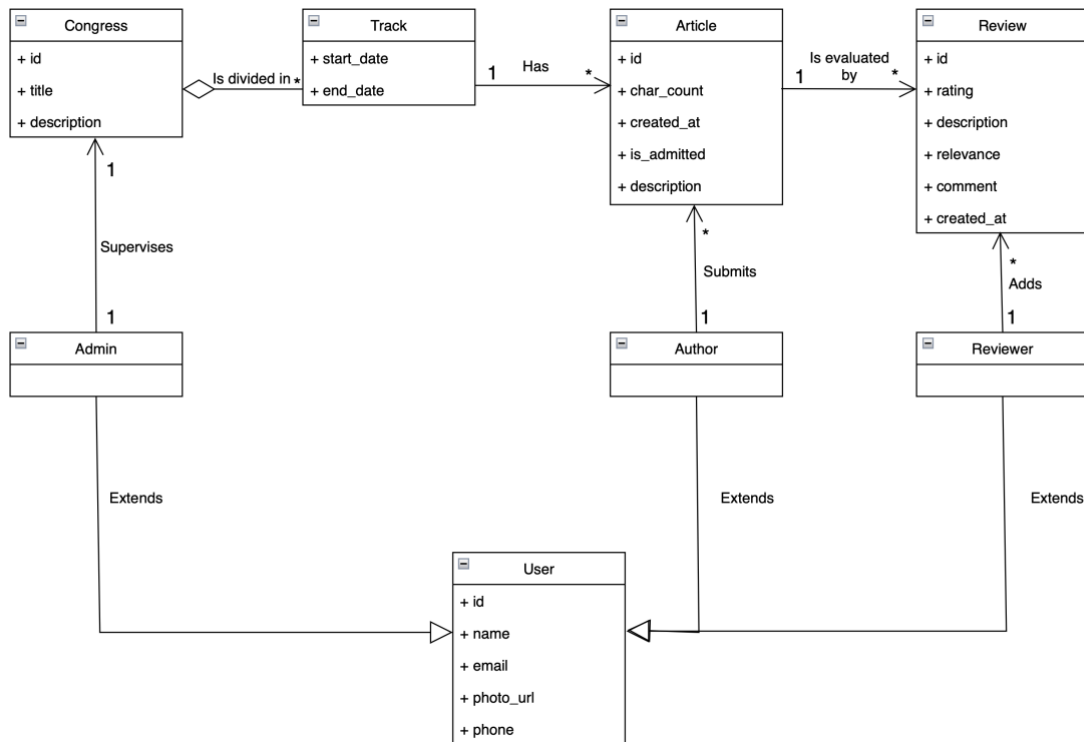 Congress
+ id
+ title
+ description
Is divided in
*
Track
+ start_date
+ end_date
1
Has
*
Article
+ id
+ char_count
+ created_at
+ is_admitted
+ description
1
Is evaluated
by
*
Review
+ id
+ rating
+ description
+ relevance
+ comment
+ created_at
1
Supervises
1
*
Submits
1
*
Adds
1
Admin
Author
Reviewer
Extends
Extends
Extends
User
+ id
+ name
+ email
+ photo_url
+ phone